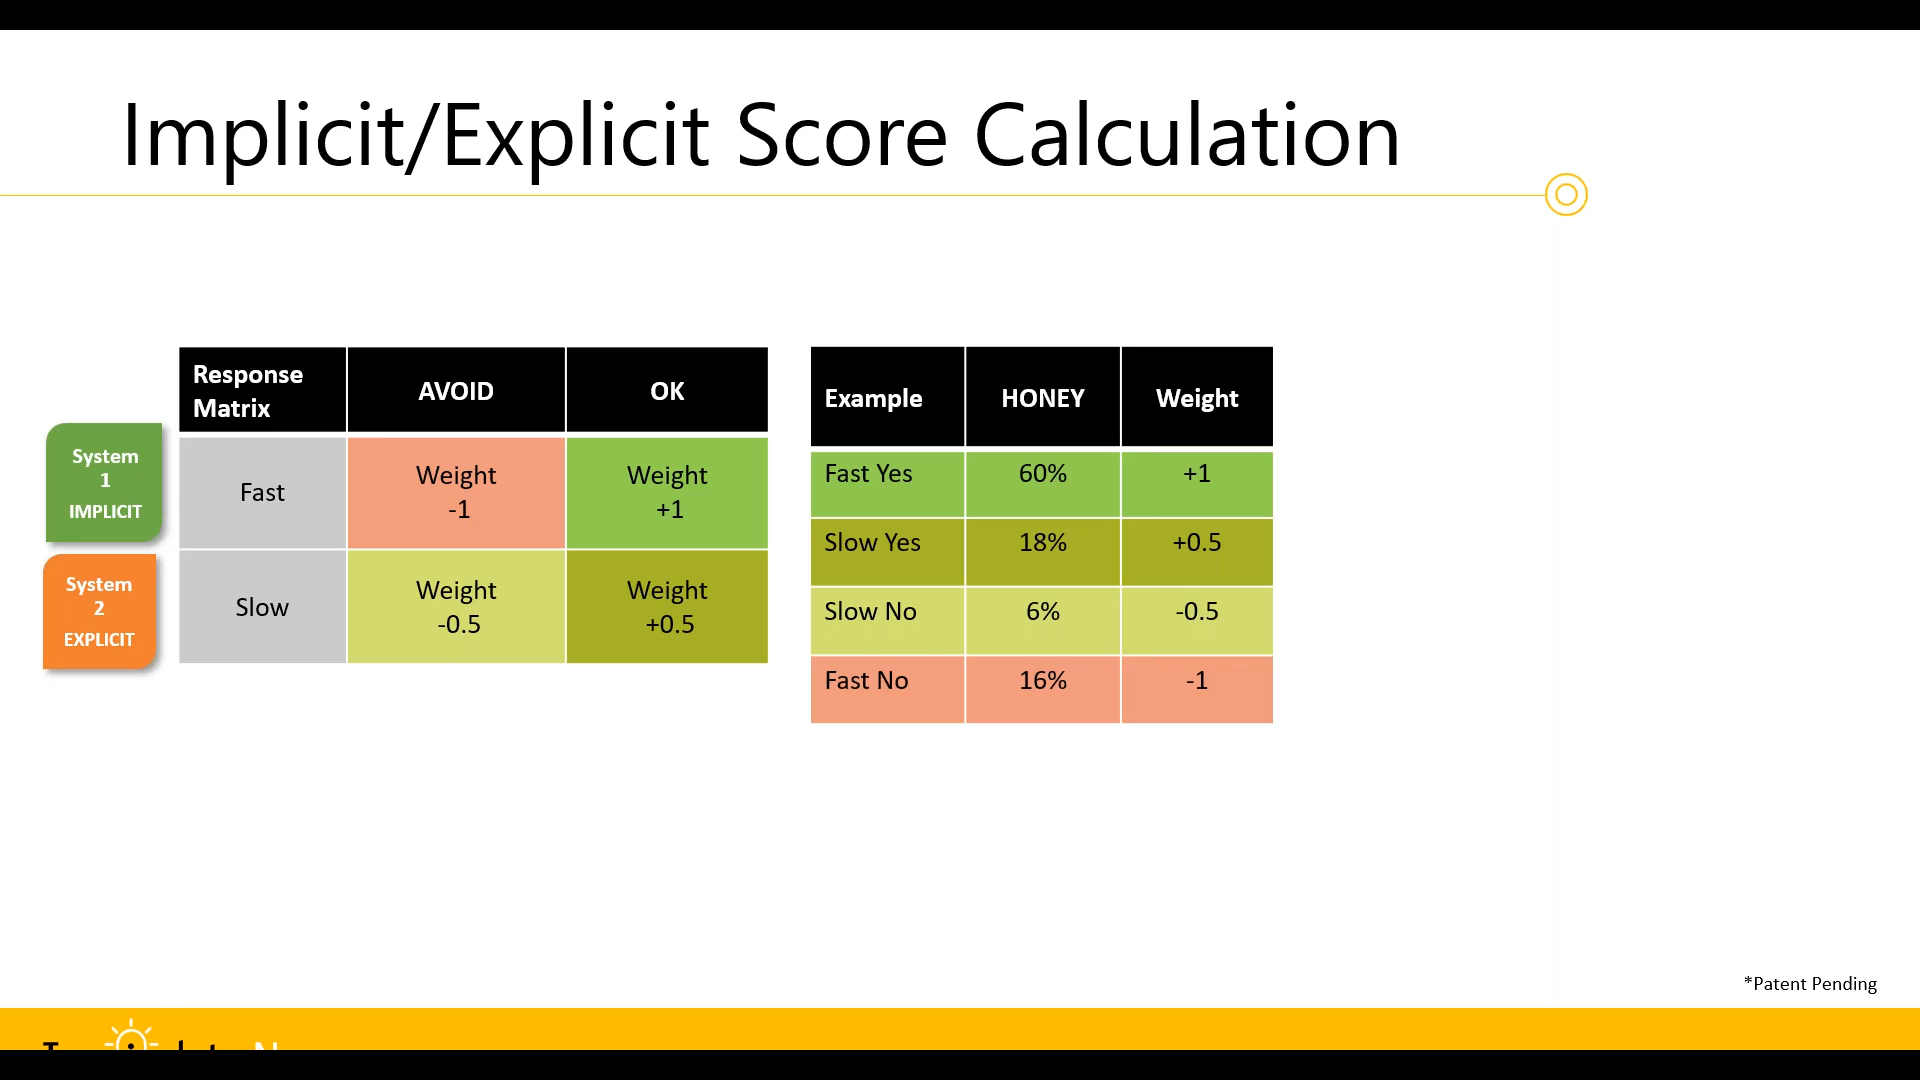 Implicit/Explicit Score Calculation
Response
Matrix
AVOID
OK
System
1
IMPLICIT
Fast
Weight
-1
Weight
+1
System
2
EXPLICIT
Slow
Weight
-0.5
Weight
+0.5
Example
HONEY
Weight
Fast Yes
60%
+1
Slow Yes
18%
+0.5
Slow No
6%
-0.5
Fast No
16%
-1
*Patent Pending